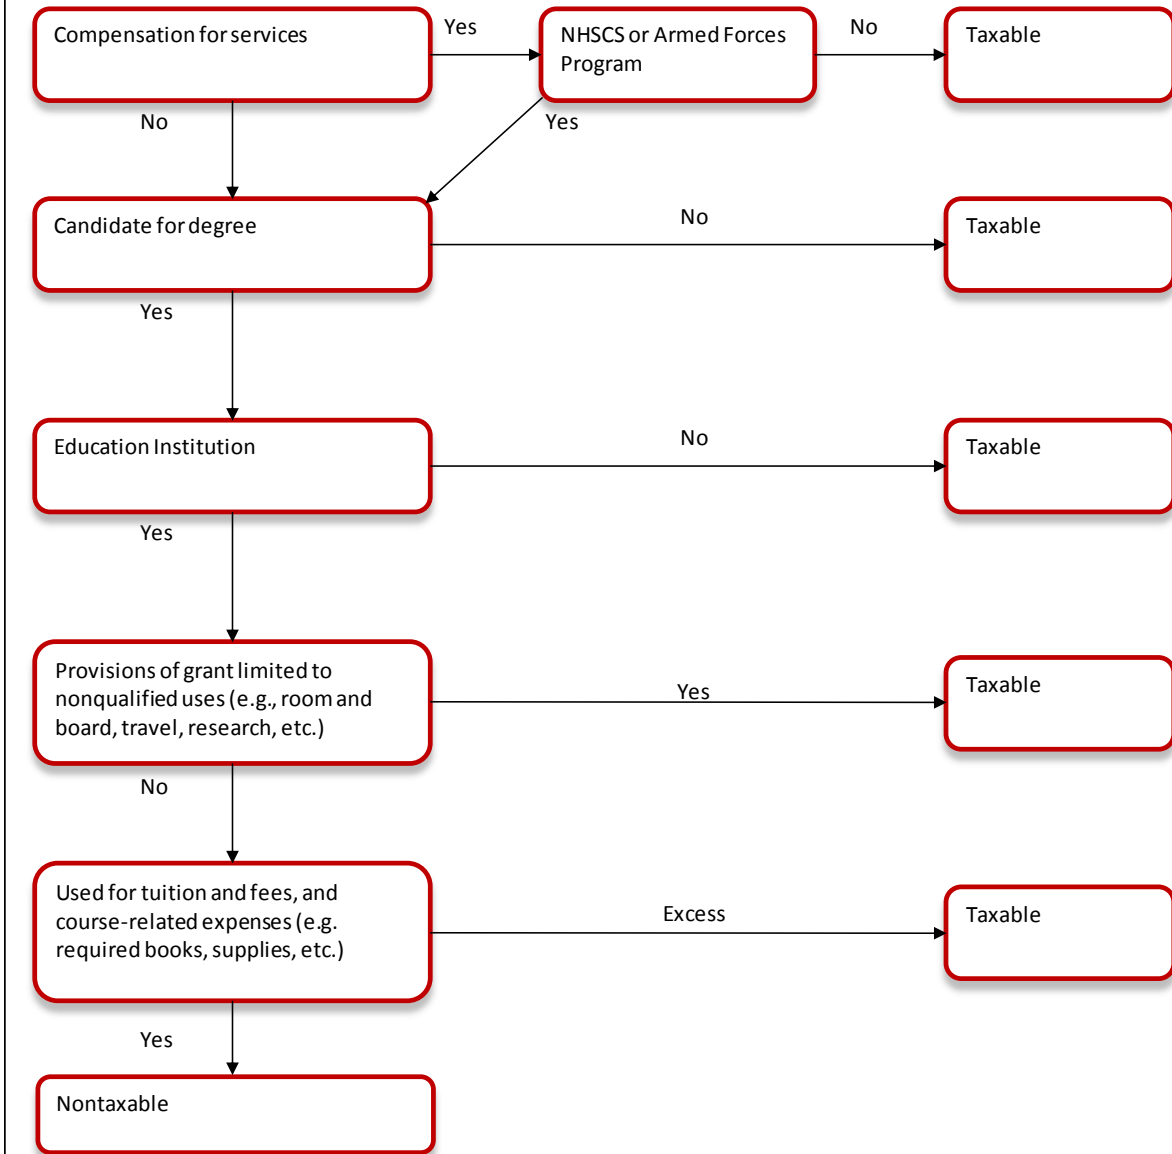 Compensation for services
Yes
NHSCS or Armed Forces
Program
No
Taxable
No
Yes
Candidate for degree
No
Taxable
Yes
Education Institution
No
Taxable
Yes
Provisions of grant limited to
nonqualified uses (e.g., room and
board, travel, research, etc.)
Yes
Taxable
No
Used for tuition and fees, and
course-related expenses (e.g.
required books, supplies, etc.)
Excess
Taxable
Yes
Nontaxable